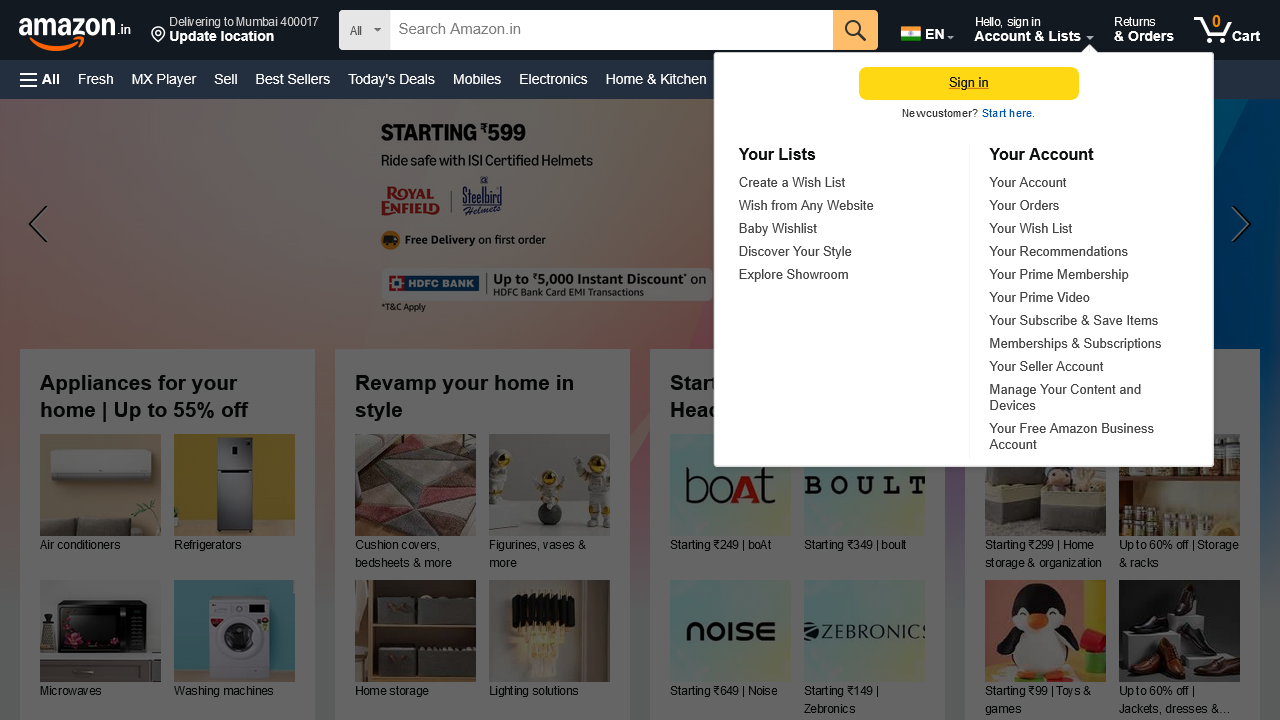 amazon.in
Delivering to Mumbai 400017
Update location
All
Search Amazon.in
EN
Hello, sign in
Account & Lists
Returns
& Orders
0
Cart
All
Fresh
MX Player
Sell
Best Sellers
Today's Deals
Mobiles
Electronics
Home & Kitchen
Sign in
New customer? Start here.
Your Lists
Create a Wish List
Wish from Any Website
Baby Wishlist
Discover Your Style
Explore Showroom
Your Account
Your Account
Your Orders
Your Wish List
Your Recommendations
Your Prime Membership
Your Prime Video
Your Subscribe & Save Items
Memberships & Subscriptions
Your Seller Account
Manage Your Content and
Devices
Your Free Amazon Business
Account
STARTING ₹599
Ride safe with ISI Certified Helmets
ROYAL
ENFIELD
Steelbird
Helmets
Free Delivery on first order
HDFC BANK
Up to ₹5,000 Instant Discount* on
HDFC Bank Card EMI Transactions
*T&C Apply
Appliances for your
home | Up to 55% off
Air conditioners
Refrigerators
Microwaves
Washing machines
Revamp your home in
style
Cushion covers,
bedsheets & more
Figurines, vases &
more
Home storage
Lighting solutions
boAt
BOULT
Starting ₹249 | boAt
Starting ₹349 | boult
noise
ZEBRONICS
Starting ₹649 | Noise
Starting ₹149 |
Zebronics
Starting ₹299 | Home
storage & organization
Up to 60% off | Storage
& racks
Starting ₹99 | Toys &
games
Up to 60% off |
Jackets, dresses &…